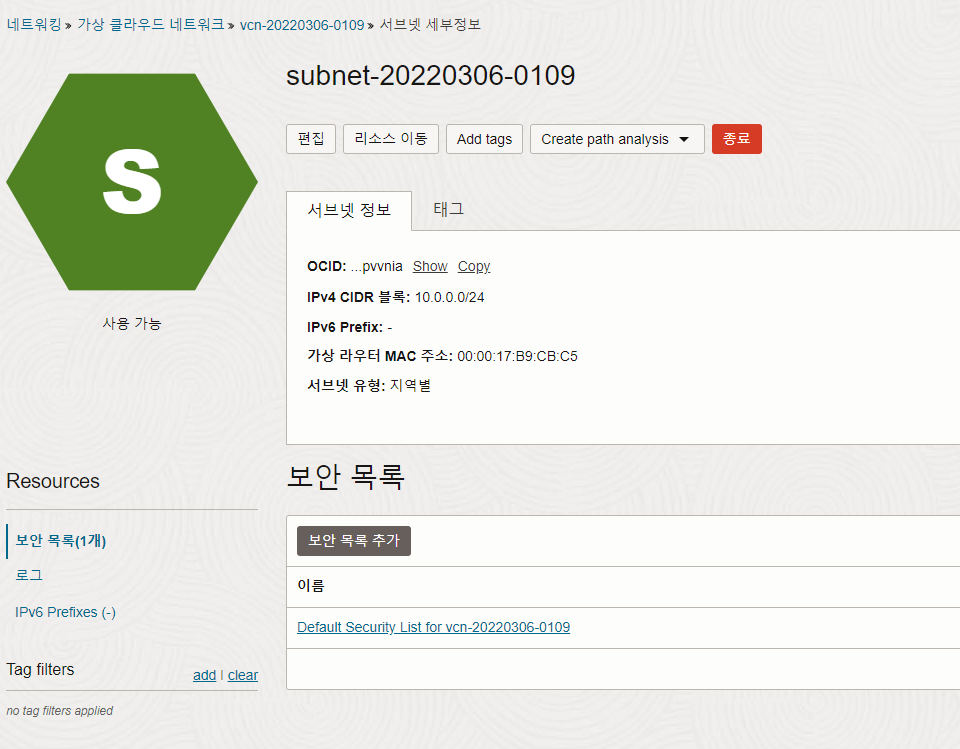 네트워킹 » 가상 클라우드 네트워크 » vcn-20220306-0109 » 서브넷 세부정보
S
사용 가능
subnet-20220306-0109
편집 리소스 이동 Add tags Create path analysis 종료
서브넷 정보 태그
OCID: ...pvvnia Show Copy
IPv4 CIDR 블록: 10.0.0.0/24
IPv6 Prefix: -
가상 라우터 MAC 주소: 00:00:17:B9:CB:C5
서브넷 유형: 지역별
Resources
보안 목록(1개)
로그
IPv6 Prefixes (-)
Tag filters add | clear
no tag filters applied
보안 목록
보안 목록 추가
이름
Default Security List for vcn-20220306-0109